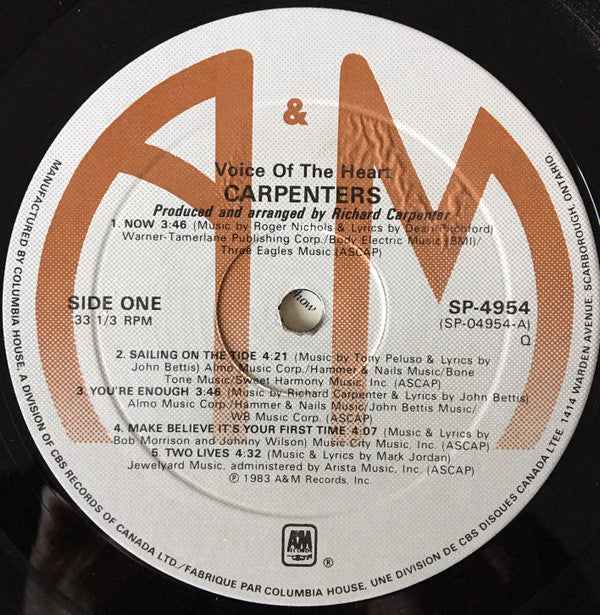 A & M
Voice Of The Heart
CARPENTERS
Produced and arranged by Richard Carpenter
1. NOW 3:46 (Music by Roger Nichols & Lyrics by Dean Pitchford)
Warner-Tamerlane Publishing Corp./Body Electric Music (BMI)/
Three Eagles Music (ASCAP)
SIDE ONE
33 1/3 RPM
SP-4954
(SP-04954-A)
Q
2. SAILING ON THE TIDE 4:21 (Music by Tony Peluso & Lyrics by
John Bettis) Almo Music Corp./Hammer & Nails Music/Bone
Tone Music/Sweet Harmony Music, Inc. (ASCAP)
3. YOU'RE ENOUGH 3:46 (Music by Richard Carpenter & Lyrics by John Bettis)
Almo Music Corp./Hammer & Nails Music/John Bettis Music/
WB Music Corp. (ASCAP)
4. MAKE BELIEVE IT'S YOUR FIRST TIME 4:07 (Music & Lyrics by
Bob Morrison and Johnny Wilson) Music City Music, Inc. (ASCAP)
5. TWO LIVES 4:32 (Music & Lyrics by Mark Jordan)
Jewelyard Music, administered by Arista Music, Inc. (ASCAP)
℗ 1983 A&M Records, Inc.
A&M
RECORDS
®
MANUFACTURED BY COLUMBIA HOUSE, A DIVISION OF CBS RECORDS OF CANADA LTD./FABRIQUE PAR COLUMBIA HOUSE, UNE DIVISION DE CBS DISQUES CANADA LTEE. 1414 WARDEN AVENUE, SCARBOROUGH, ONTARIO